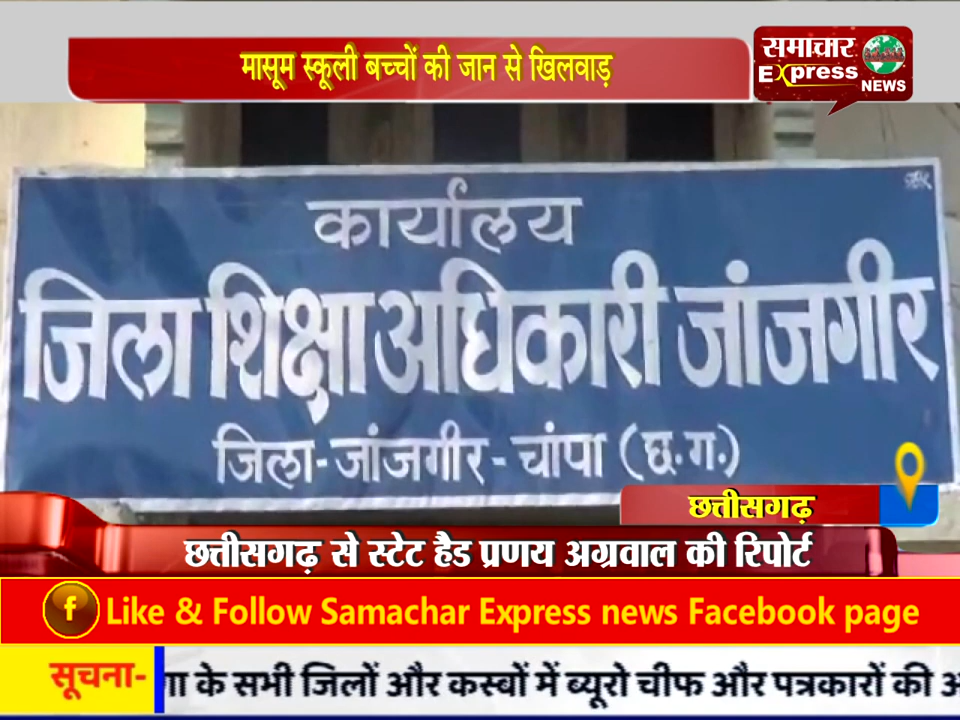 मासूम स्कूली बच्चों की जान से खिलवाड़
समाचार
Express
NEWS
कार्यालय
जिला शिक्षा अधिकारी जांजगीर
जिला-जांजगीर-चांपा (छ.ग.)
छत्तीसगढ़
छत्तीसगढ़ से स्टेट हैड प्रणय अग्रवाल की रिपोर्ट
f Like & Follow Samachar Express news Facebook page
सूचना- के सभी जिलों और कस्बों में ब्यूरो चीफ और पत्रकारों की